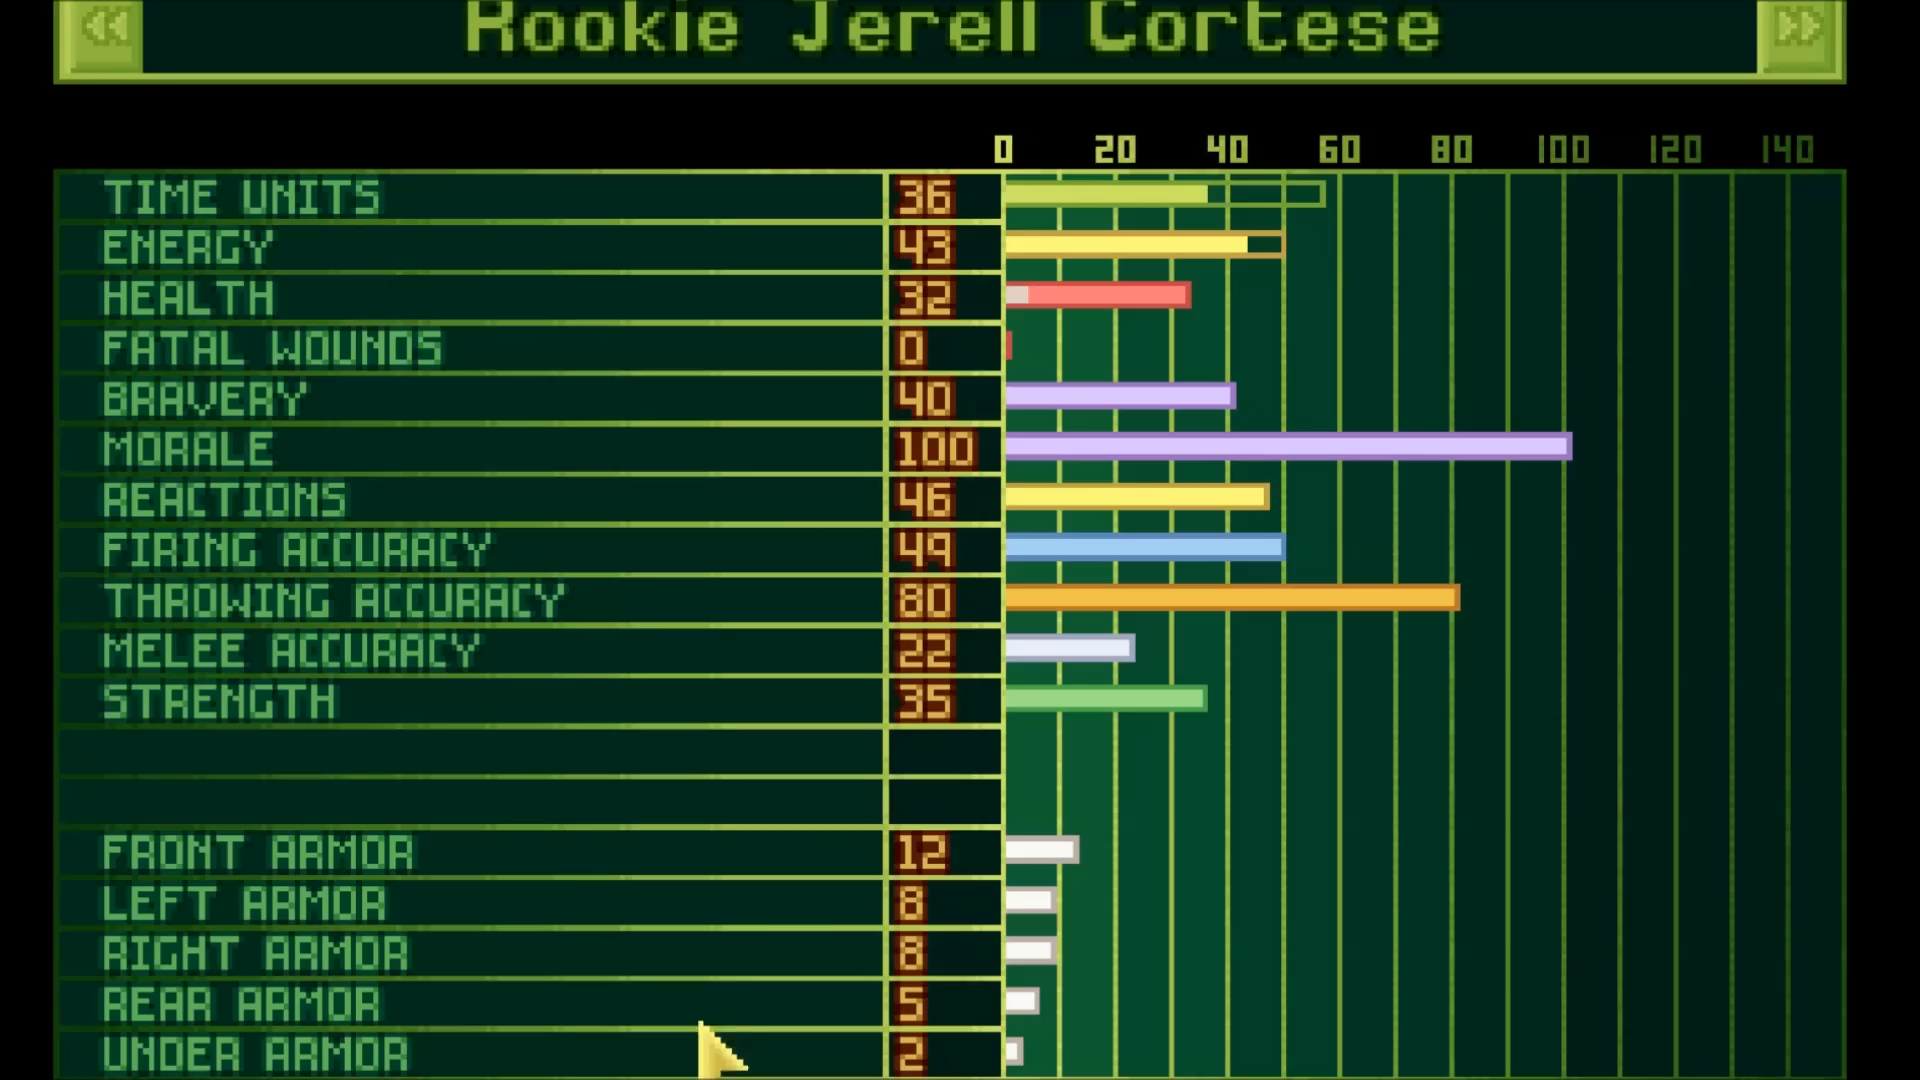 Rookie Jerell Cortese
0 20 40 60 80 100 120 140
TIME UNITS 36
ENERGY 43
HEALTH 32
FATAL WOUNDS 0
BRAVERY 40
MORALE 100
REACTIONS 46
FIRING ACCURACY 49
THROWING ACCURACY 80
MELEE ACCURACY 22
STRENGTH 35
FRONT ARMOR 12
LEFT ARMOR 8
RIGHT ARMOR 8
REAR ARMOR 5
UNDER ARMOR 2